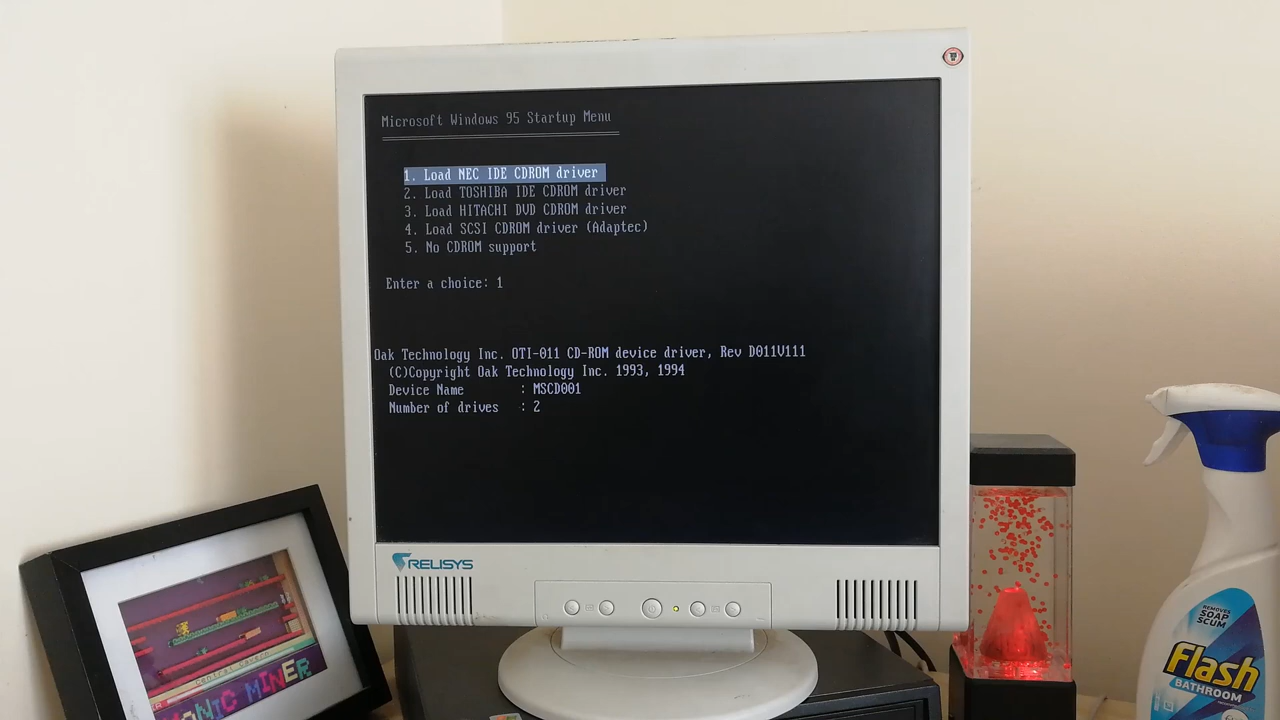 Microsoft Windows 95 Startup Menu
1. Load NEC IDE CDROM driver
2. Load TOSHIBA IDE CDROM driver
3. Load HITACHI DVD CDROM driver
4. Load SCSI CDROM driver (Adaptec)
5. No CDROM support
Enter a choice: 1
Oak Technology Inc. OTI-011 CD-ROM device driver, Rev D011V111
(C)Copyright Oak Technology Inc. 1993, 1994
Device Name : MSCD001
Number of drives : 2
RELISYS
Central Cavern
MANIC MINER
REMOVES
SOAP
SCUM
Flash
BATHROOM